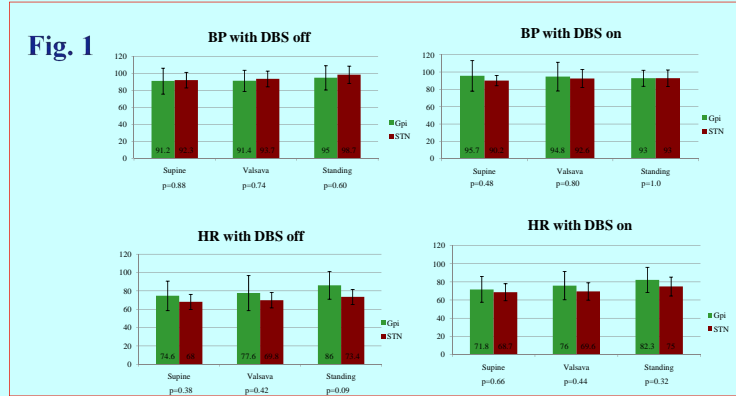 Fig. 1
BP with DBS off
120
100
80
60
40
20
0
91.2
91.4
95
Supine
Valsava
Standing
p=0.88
p=0.74
p=0.60
Gpi
STN
BP with DBS on
120
100
80
60
40
20
0
95.7
90.2
94.8
92.6
93
93
Supine
Valsava
Standing
p=0.48
p=0.80
p=1.0
Gpi
STN
HR with DBS off
120
100
80
60
40
20
0
74.6
68
77.6
86
73.4
Supine
Valsava
Standing
p=0.38
p=0.42
p=0.09
Gpi
STN
HR with DBS on
120
100
80
60
40
20
0
71.8
76
82.3
75
Supine
Valsava
Standing
p=0.66
p=0.44
p=0.32
Gpi
STN